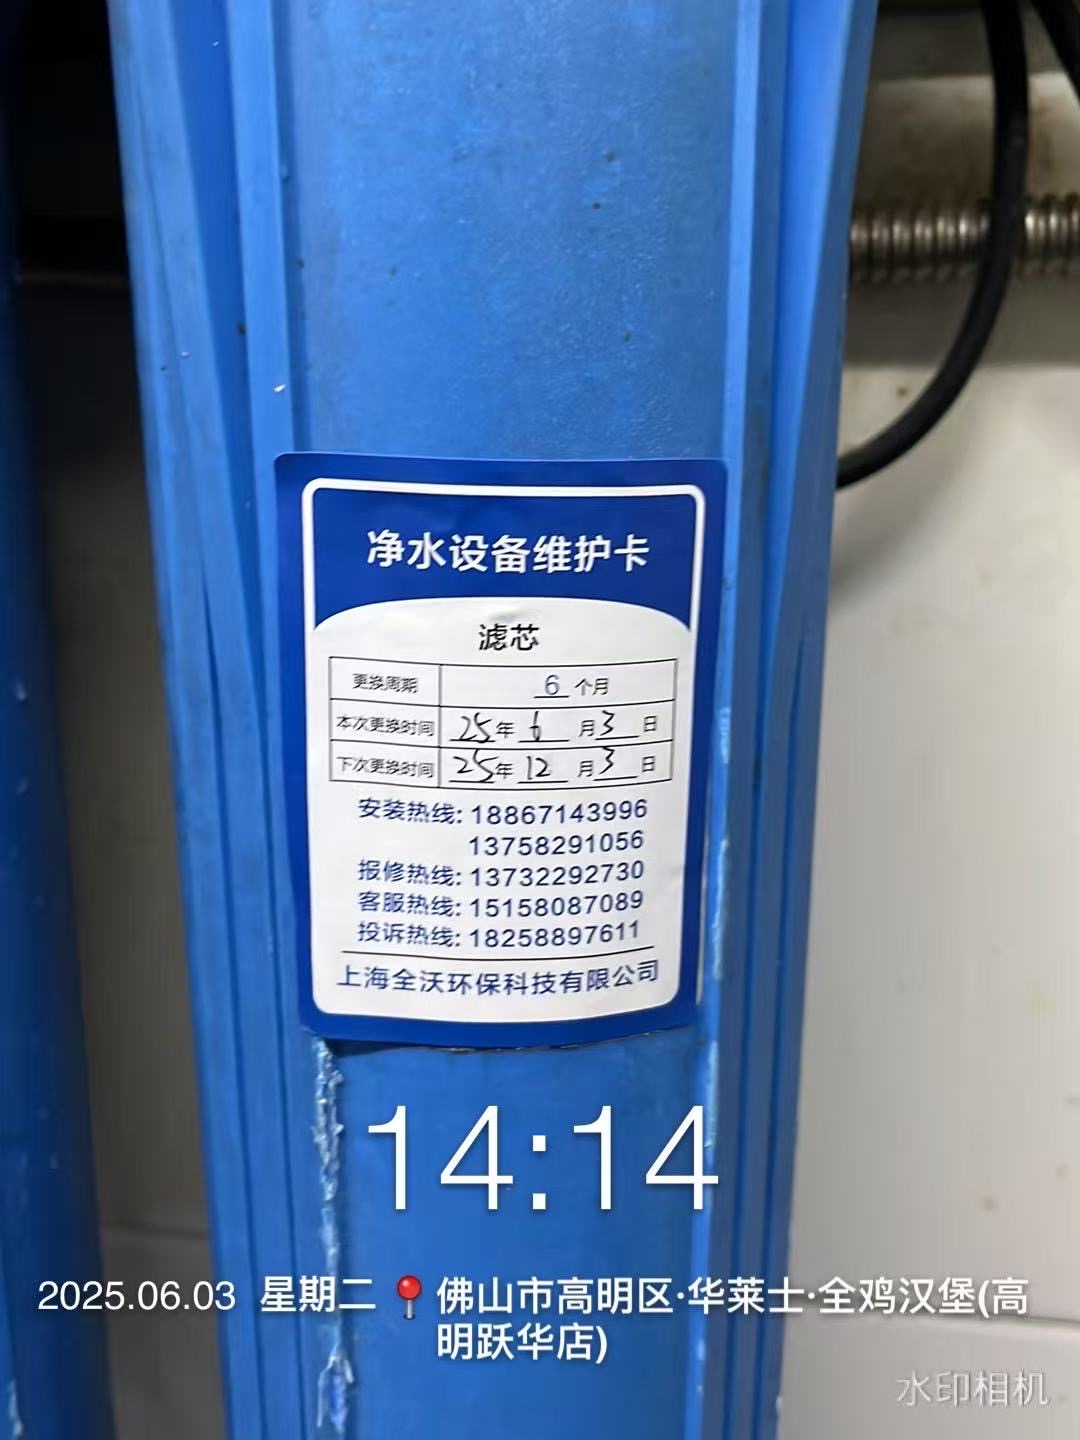 净水设备维护卡
滤芯
更换周期 6 个月
本次更换时间 25 年 6 月 3 日
下次更换时间 25 年 12 月 3 日
安装热线: 18867143996
13758291056
报修热线: 13732292730
客服热线: 15158087089
投诉热线: 18258897611
上海全沃环保科技有限公司
14:14
2025.06.03 星期二 佛山市高明区·华莱士·全鸡汉堡(高
明跃华店)
水印相机